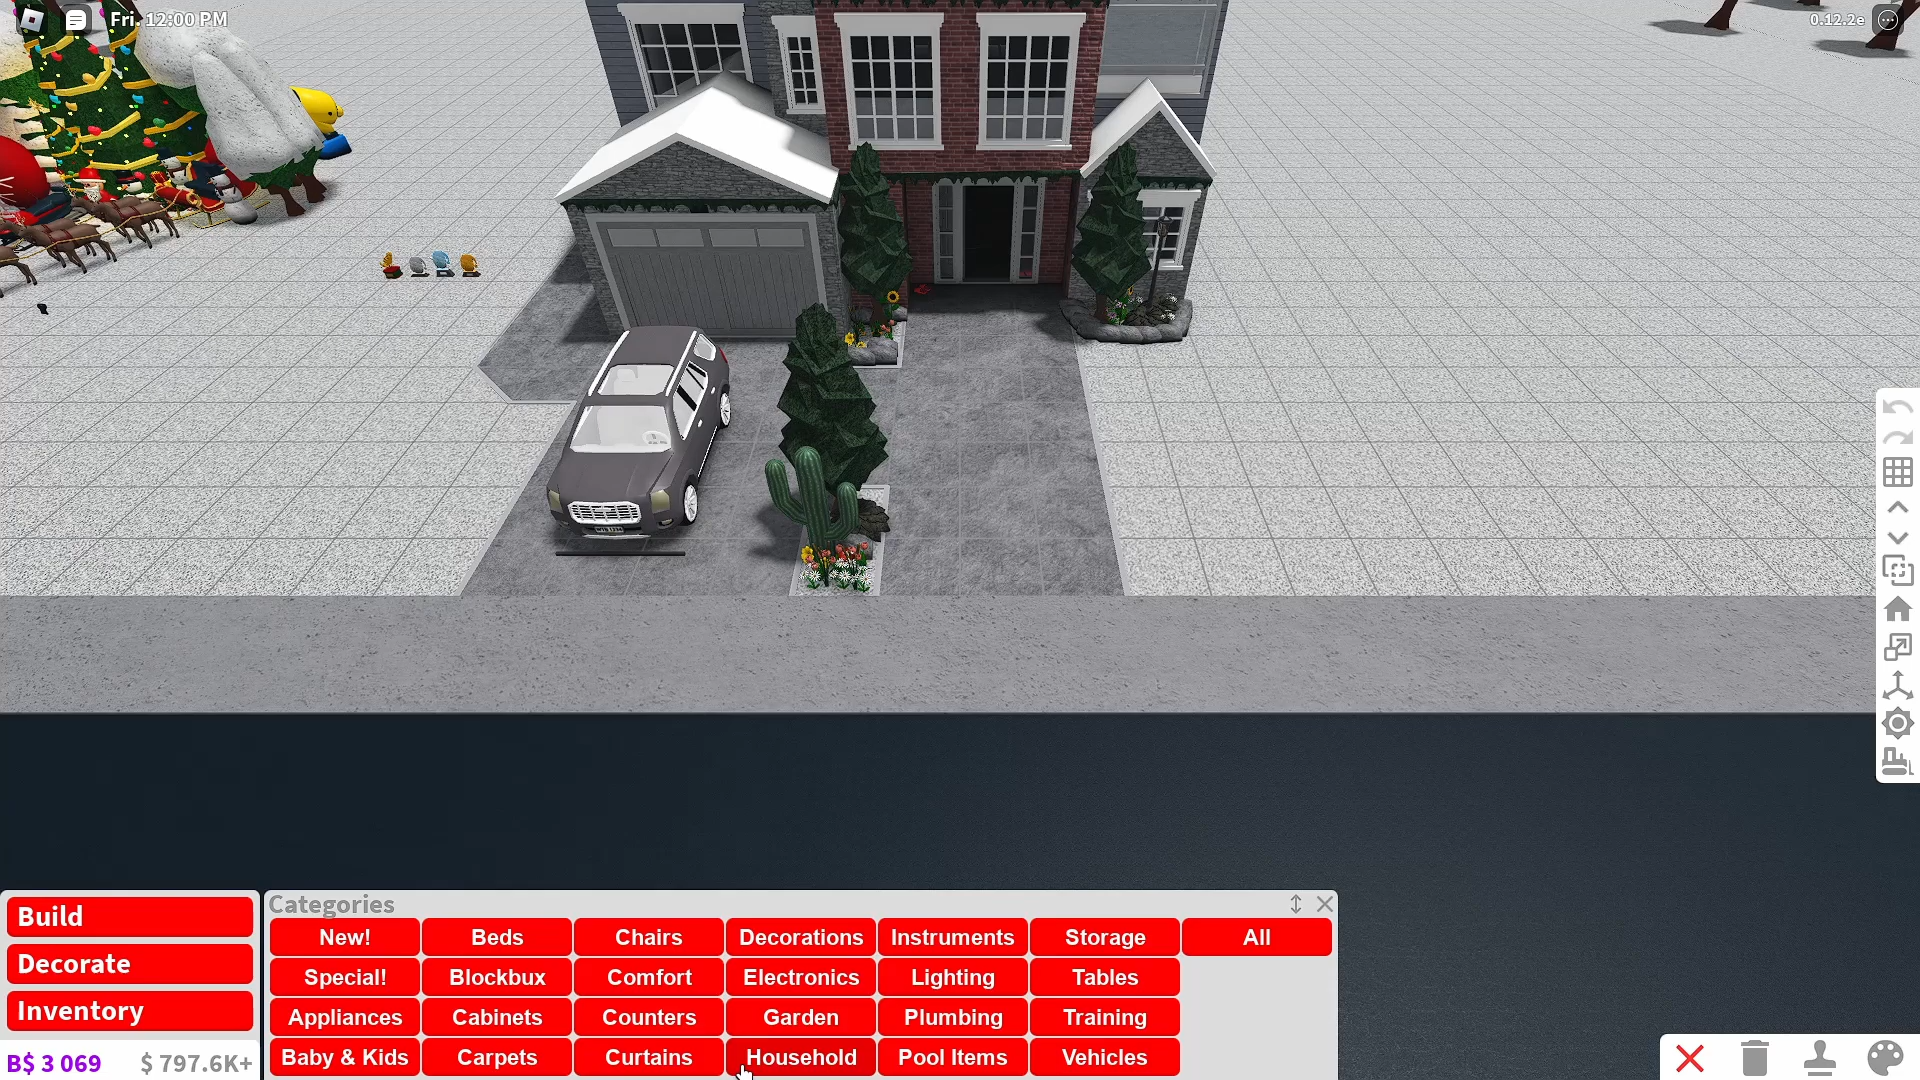 Fri. 12:00 PM
0.12.2e
Build
Decorate
Inventory
B$ 3 069
$ 797.6K+
Categories
New!
Beds
Chairs
Decorations
Instruments
Storage
All
Special!
Blockbux
Comfort
Electronics
Lighting
Tables
Appliances
Cabinets
Counters
Garden
Plumbing
Training
Baby & Kids
Carpets
Curtains
Household
Pool Items
Vehicles